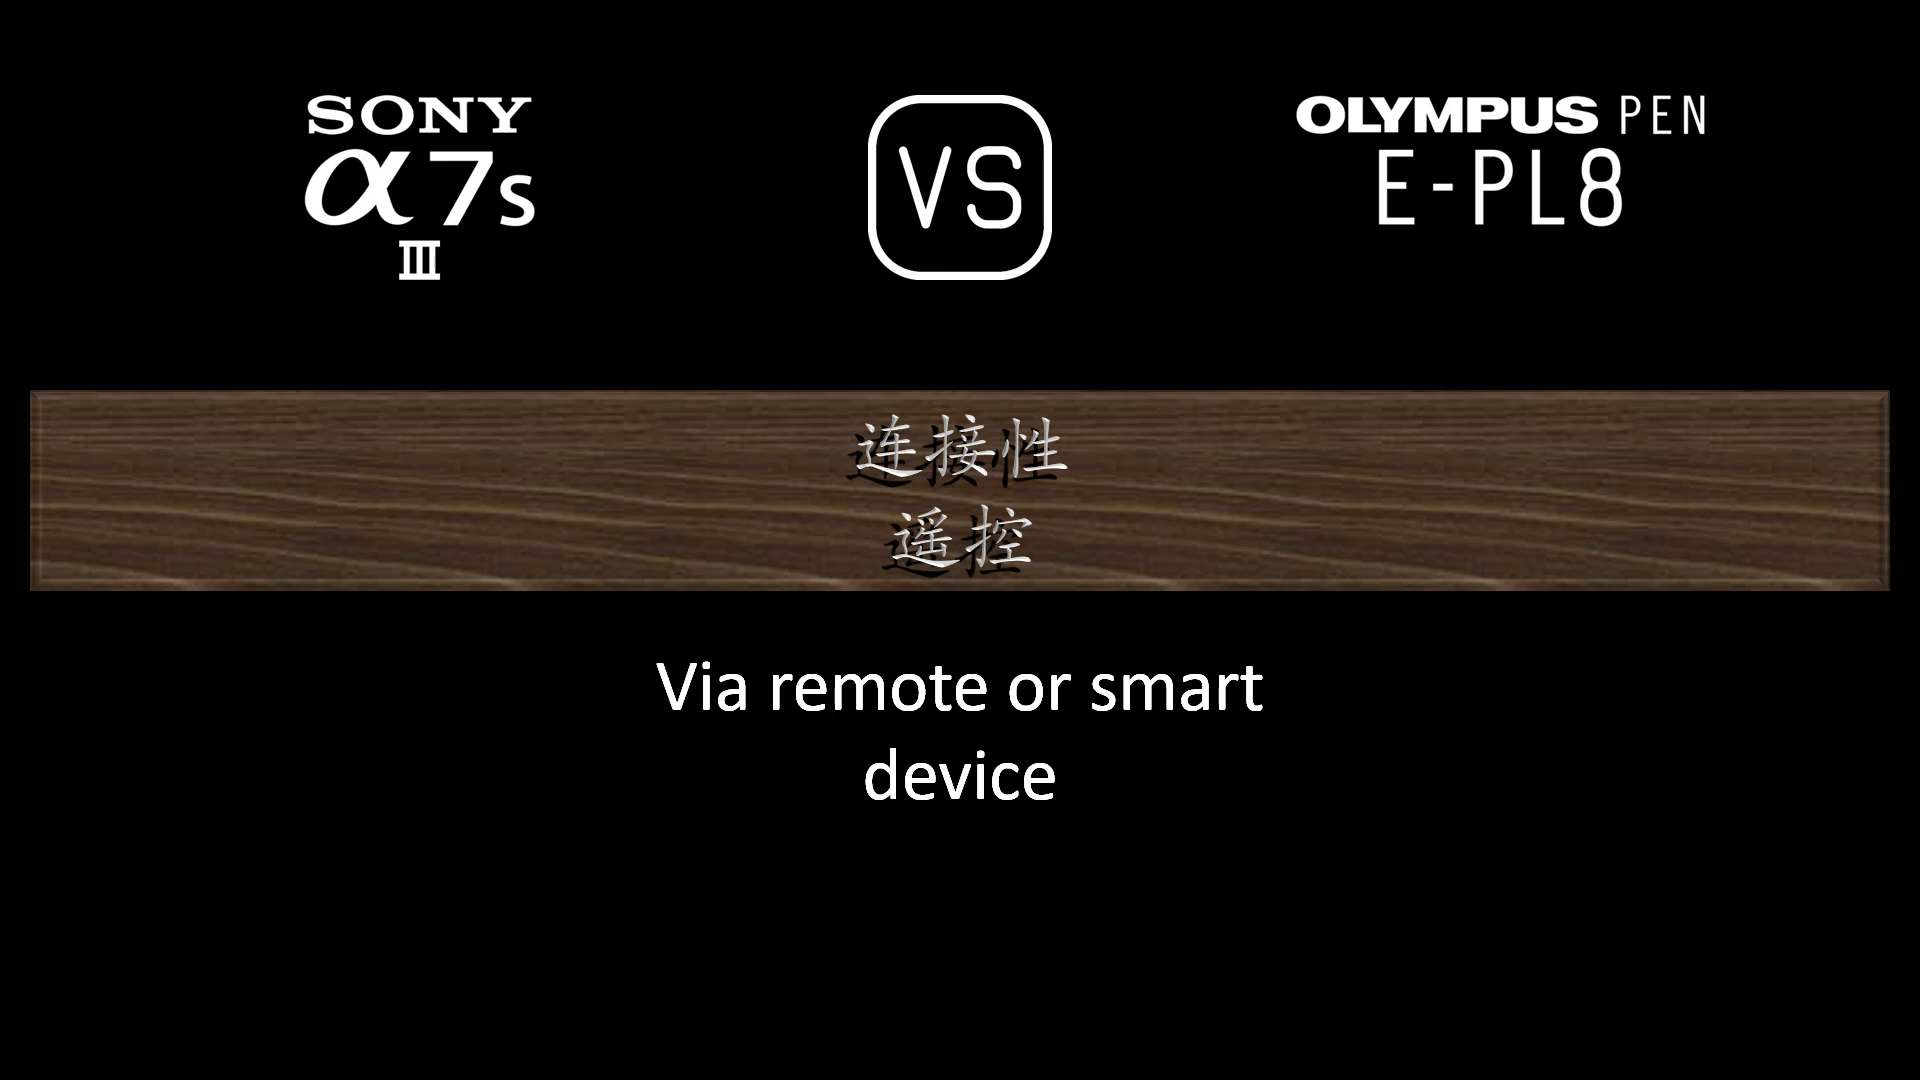 SONY
α7s
III
VS
OLYMPUS PEN
E-PL8
连接性
遥控
Via remote or smart
device